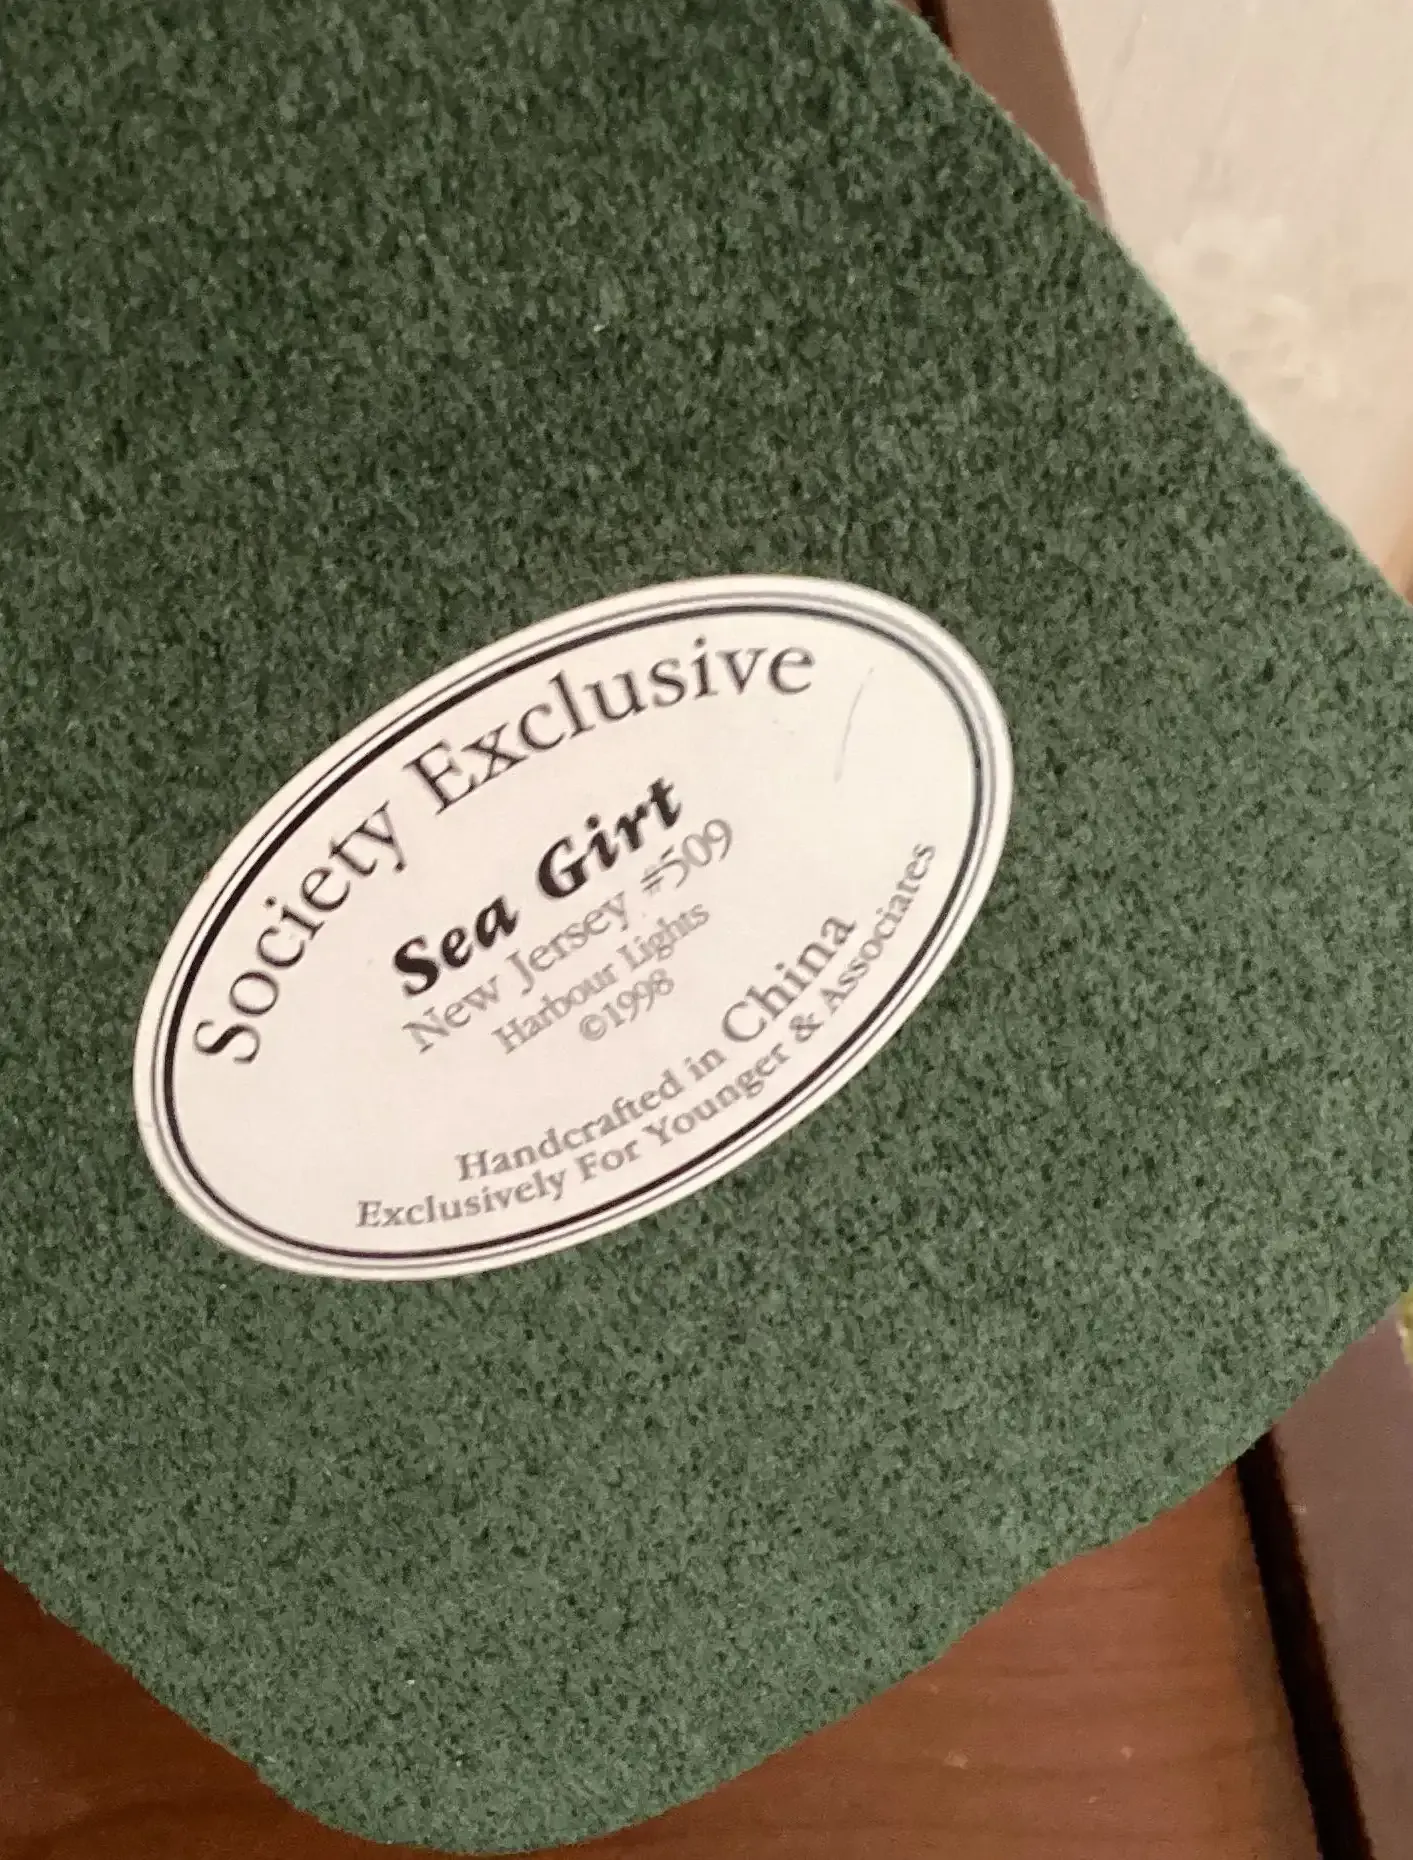 Society Exclusive
Sea Girt
New Jersey #509
Harbour Lights
©1998
Handcrafted in China
Exclusively For Younger & Associates